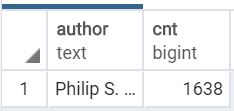 author cnt
text bigint
1 Philip S. ... 1638